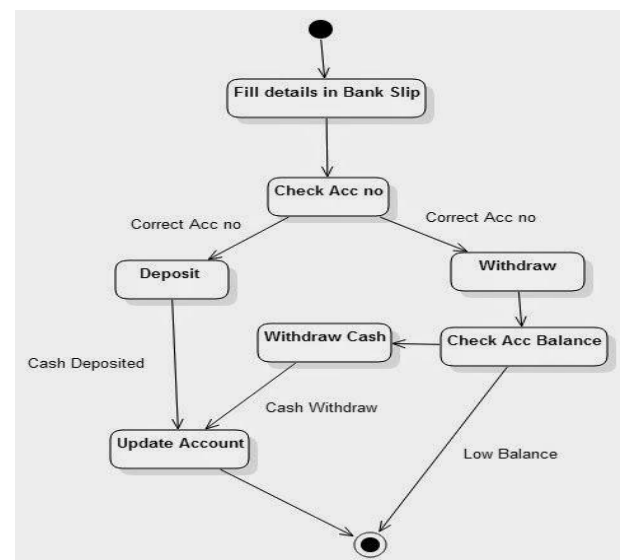 Fill details in Bank Slip
Check Acc no
Correct Acc no
Correct Acc no
Deposit
Withdraw
Withdraw Cash
Check Acc Balance
Cash Deposited
Cash Withdraw
Update Account
Low Balance